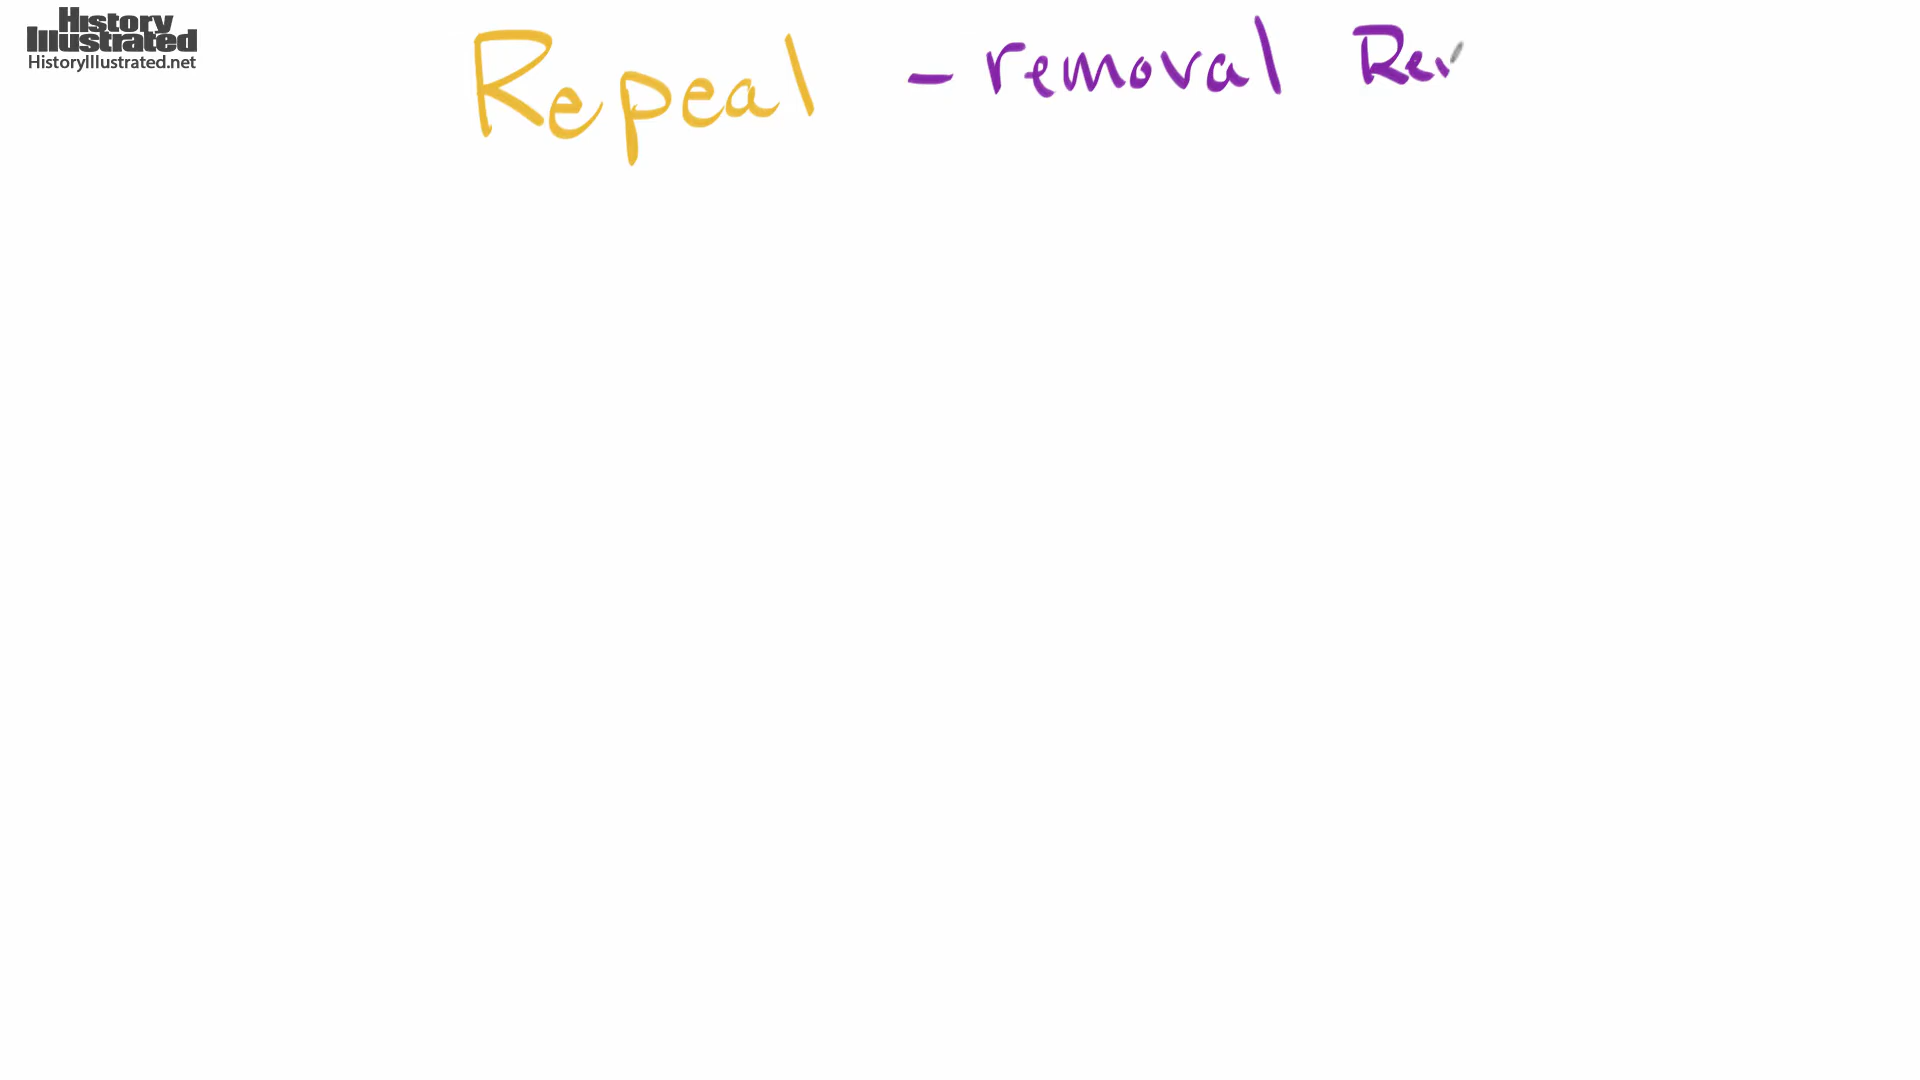 History
Illustrated
HistoryIllustrated.net
Repeal - removal